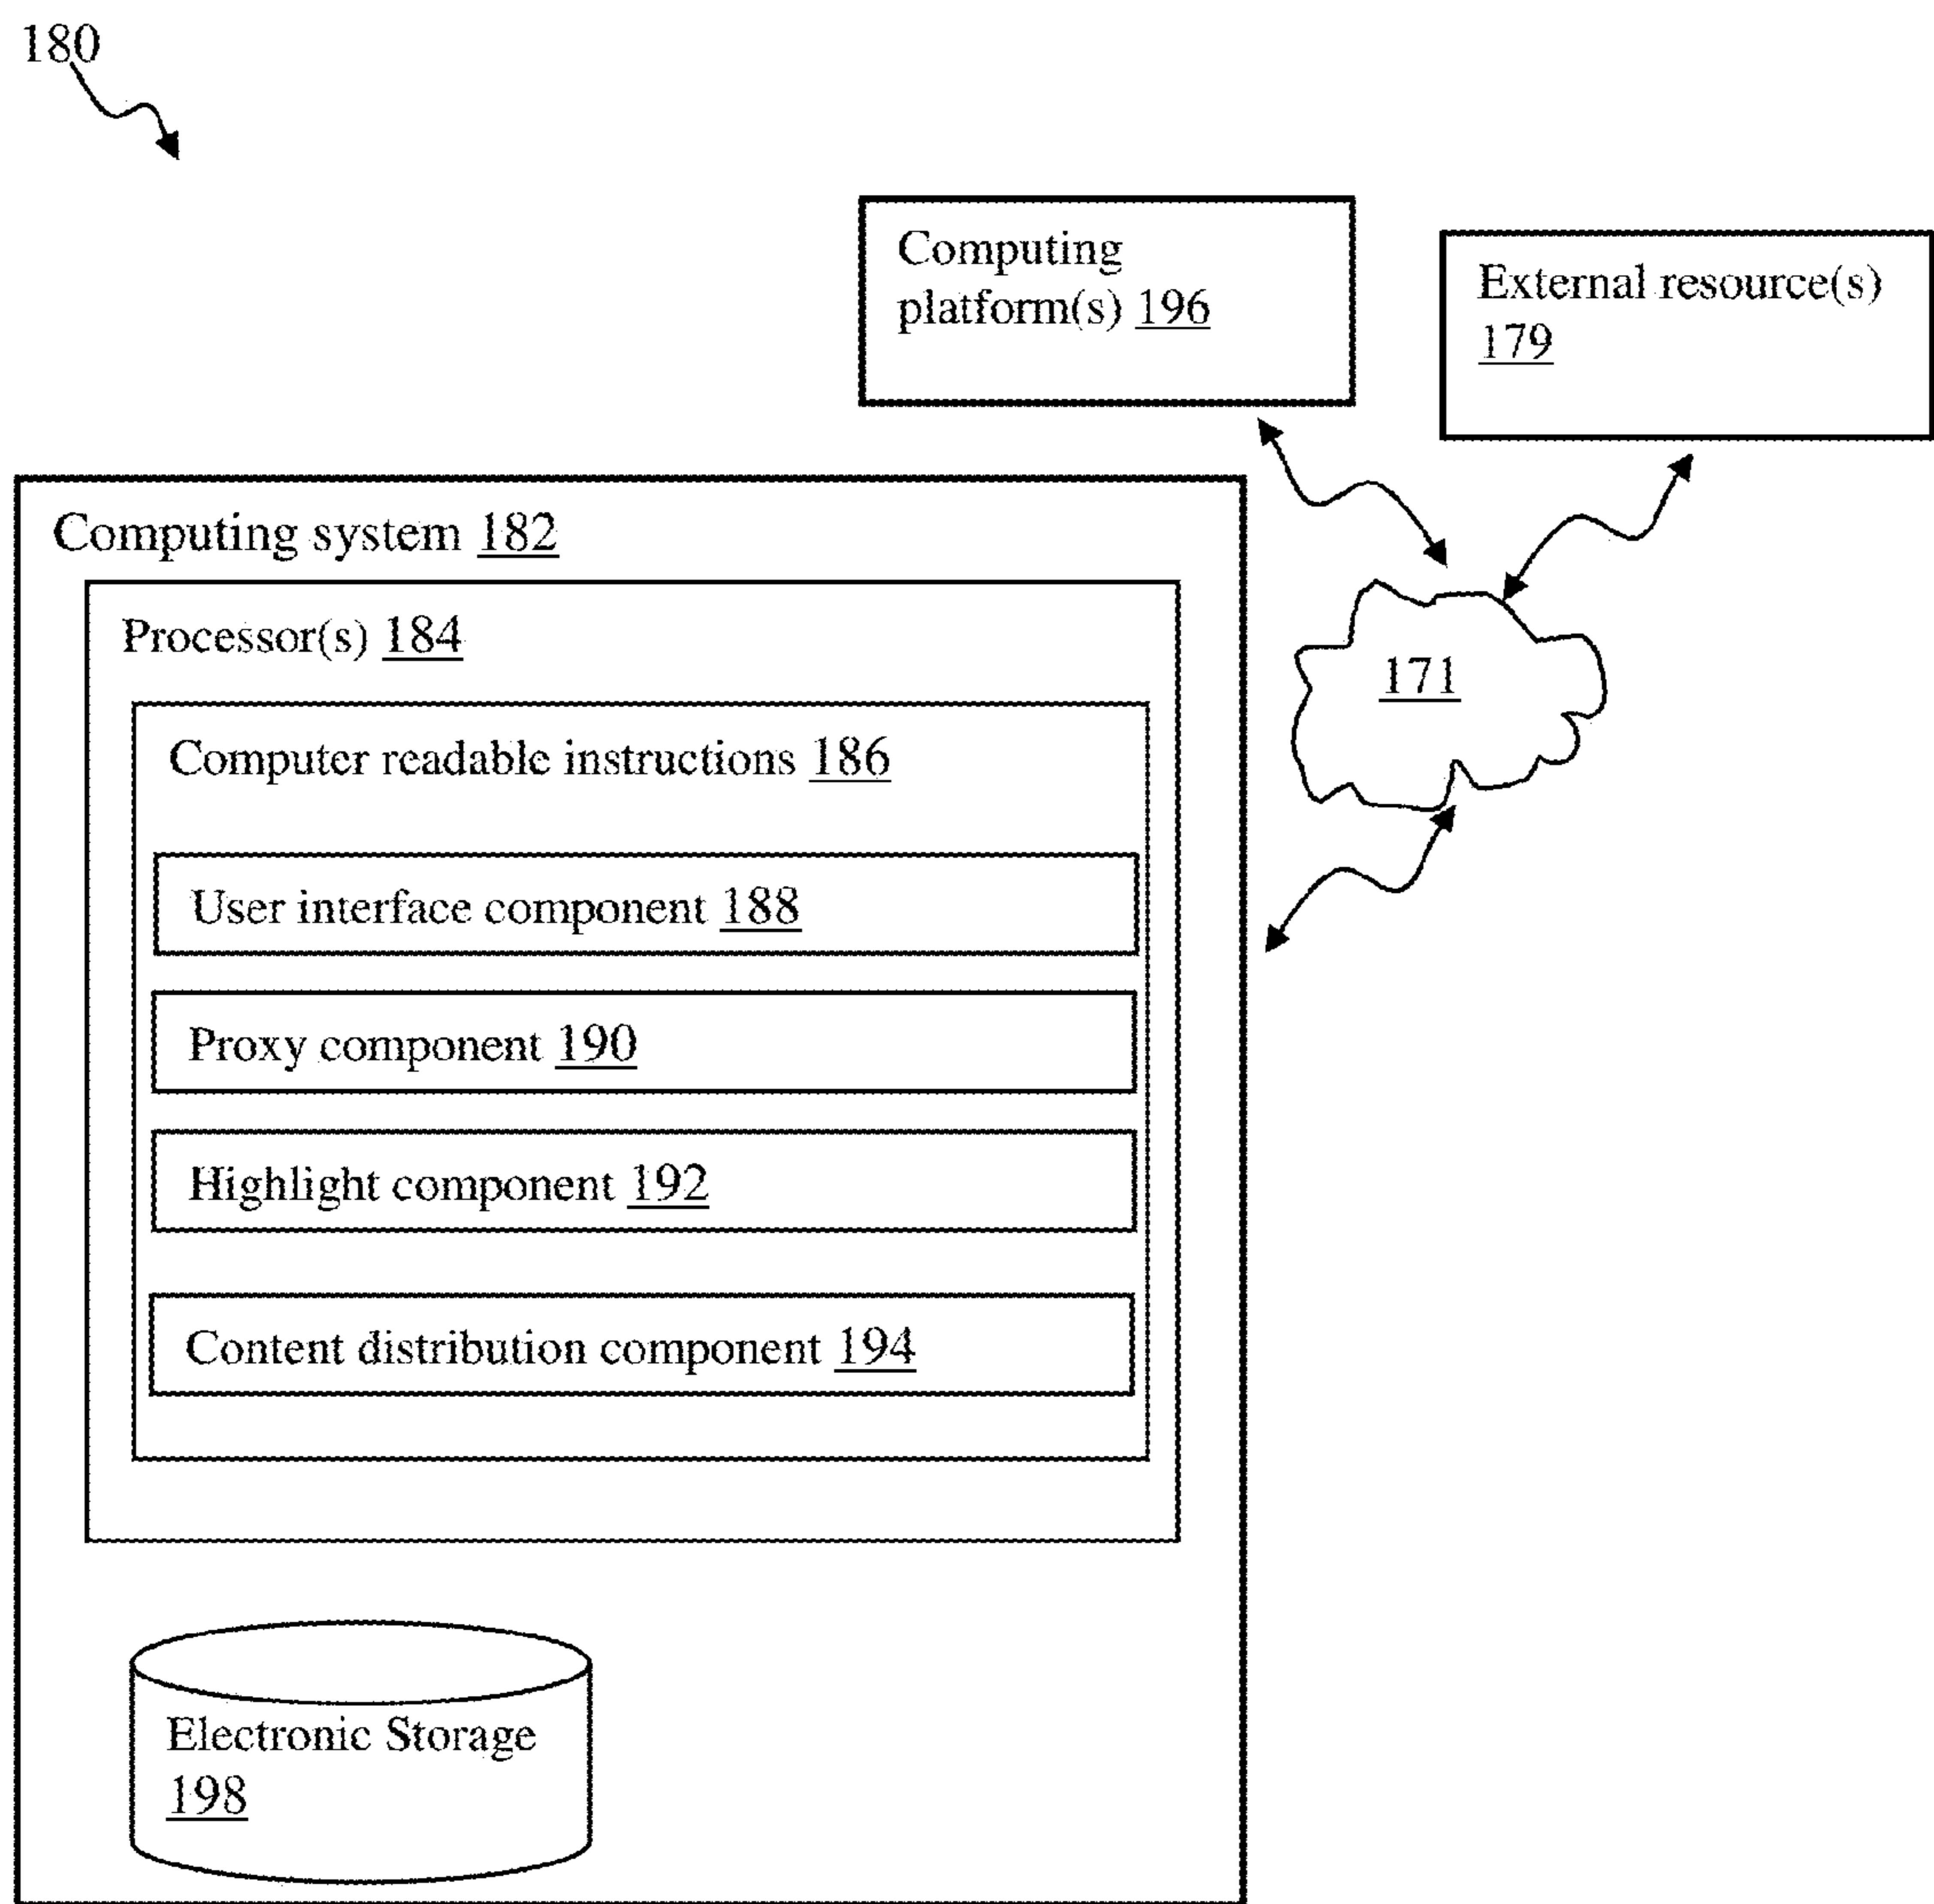 180
Computing
platform(s) 196
External resource(s)
179
Computing system 182
Processor(s) 184
171
Computer readable instructions 186
User interface component 188
Proxy component 190
Highlight component 192
Content distribution component 194
Electronic Storage
198